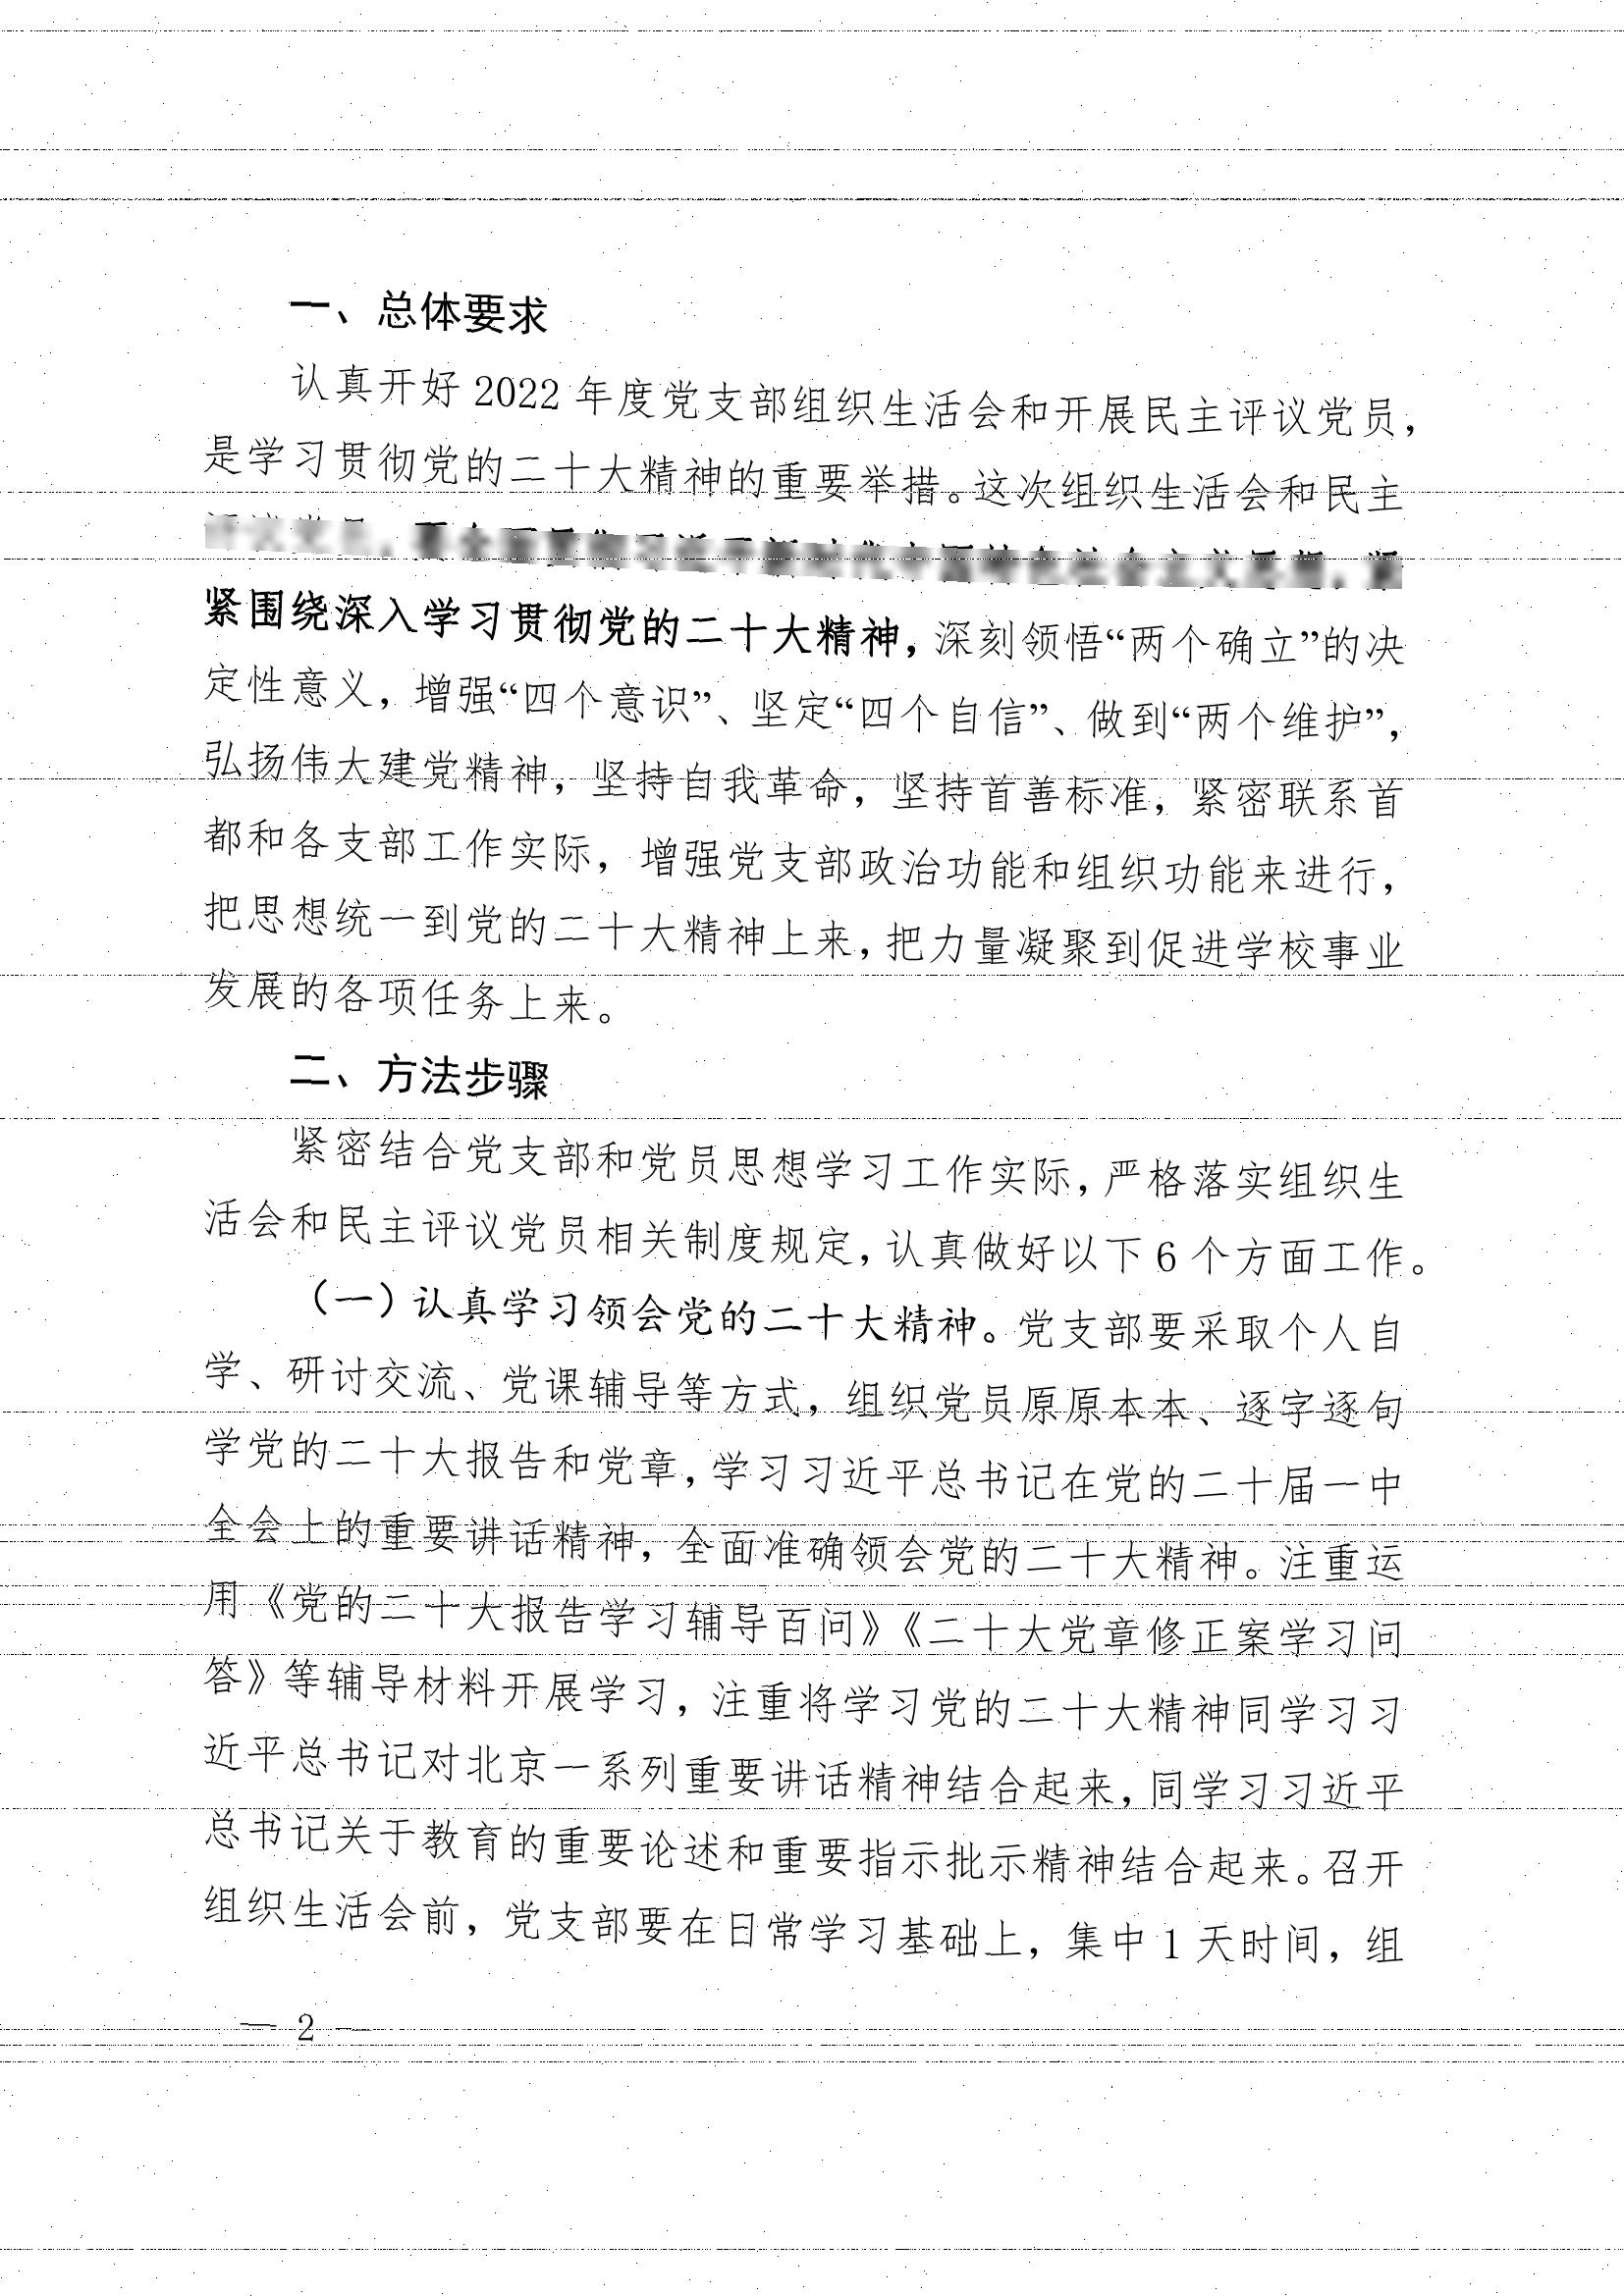 一、总体要求
认真开好 2022 年度党支部组织生活会和开展民主评议党员，
是学习贯彻党的二十大精神的重要举措。这次组织生活会和民主
紧围绕深入学习贯彻党的二十大精神，深刻领悟“两个确立”的决
定性意义，增强“四个意识”、坚定“四个自信”、做到“两个维护”，
弘扬伟大建党精神，坚持自我革命，坚持首善标准，紧密联系首
都和各支部工作实际，增强党支部政治功能和组织功能来进行，
把思想统一到党的二十大精神上来，把力量凝聚到促进学校事业
发展的各项任务上来。
二、方法步骤
紧密结合党支部和党员思想学习工作实际，严格落实组织生
活会和民主评议党员相关制度规定，认真做好以下 6 个方面工作。
（一）认真学习领会党的二十大精神。党支部要采取个人自
学、研讨交流、党课辅导等方式，组织党员原原本本、逐字逐句
学党的二十大报告和党章，学习习近平总书记在党的二十届一中
全会上的重要讲话精神，全面准确领会党的二十大精神。注重运
用《党的二十大报告学习辅导百问》《二十大党章修正案学习问
答》等辅导材料开展学习，注重将学习党的二十大精神同学习习
近平总书记对北京一系列重要讲话精神结合起来，同学习习近平
总书记关于教育的重要论述和重要指示批示精神结合起来。召开
组织生活会前，党支部要在日常学习基础上，集中 1 天时间，组
— 2 —